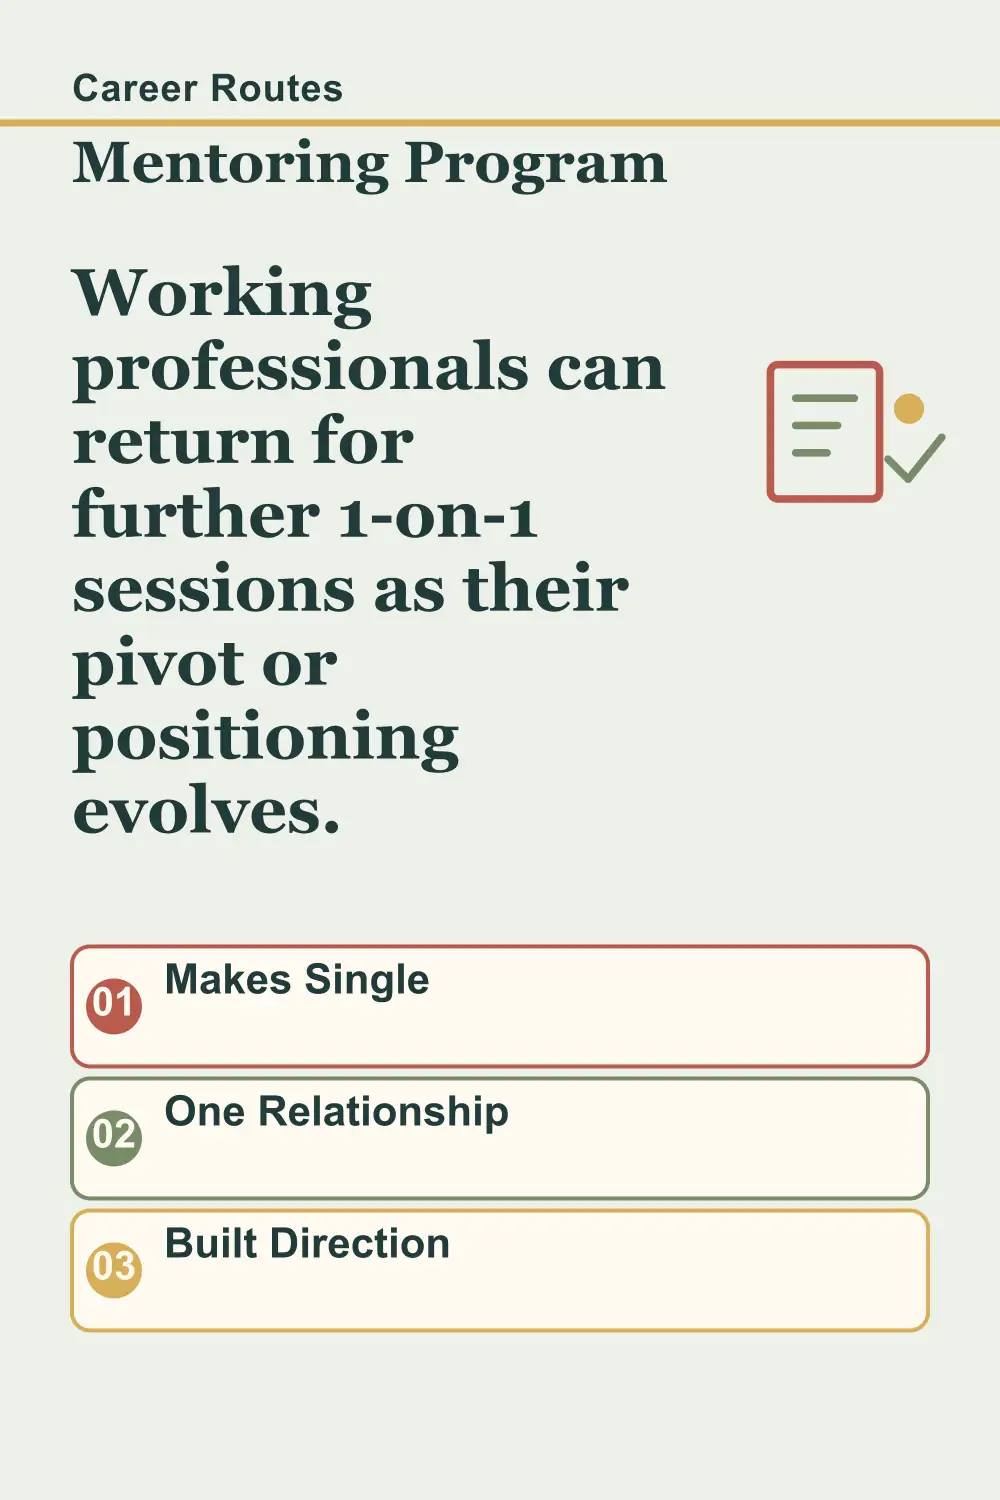 Career Routes
Mentoring Program
Working
professionals can
return for
further 1-on-1
sessions as their
pivot or
positioning
evolves.
01
Makes Single
02
One Relationship
03
Built Direction